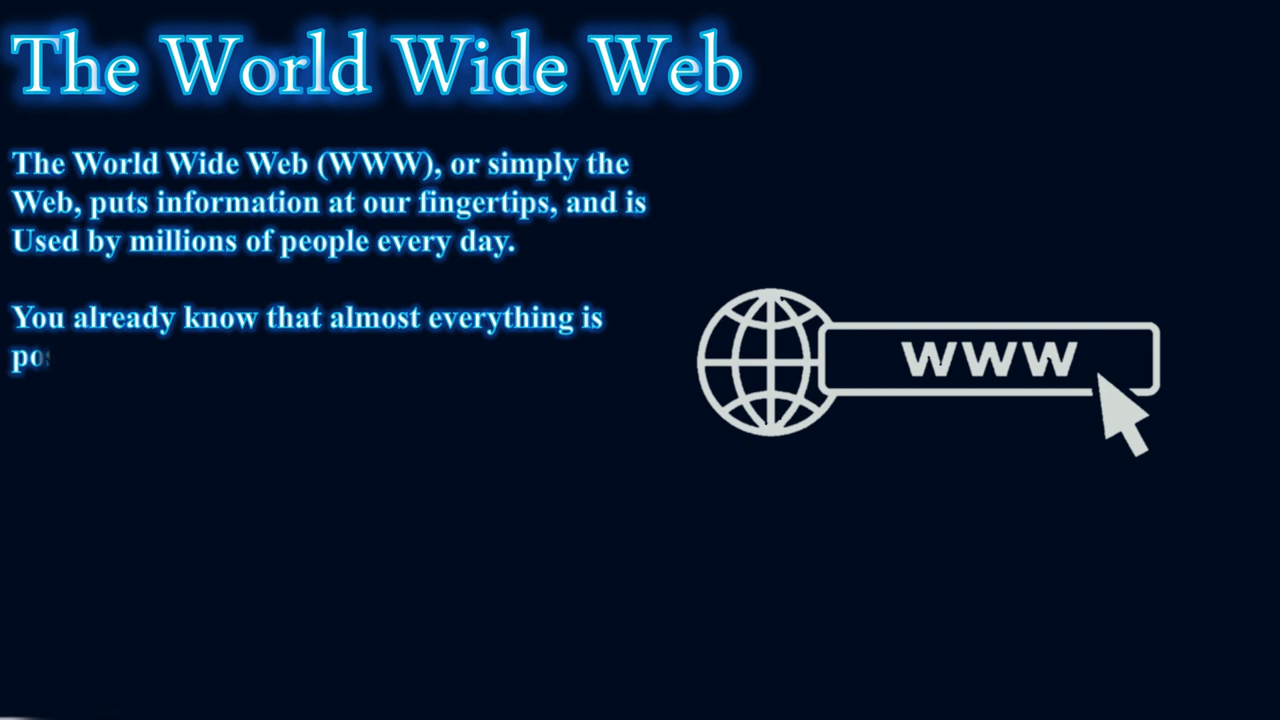 The World Wide Web
The World Wide Web (WWW), or simply the
Web, puts information at our fingertips, and is
Used by millions of people every day.
You already know that almost everything is
WWW